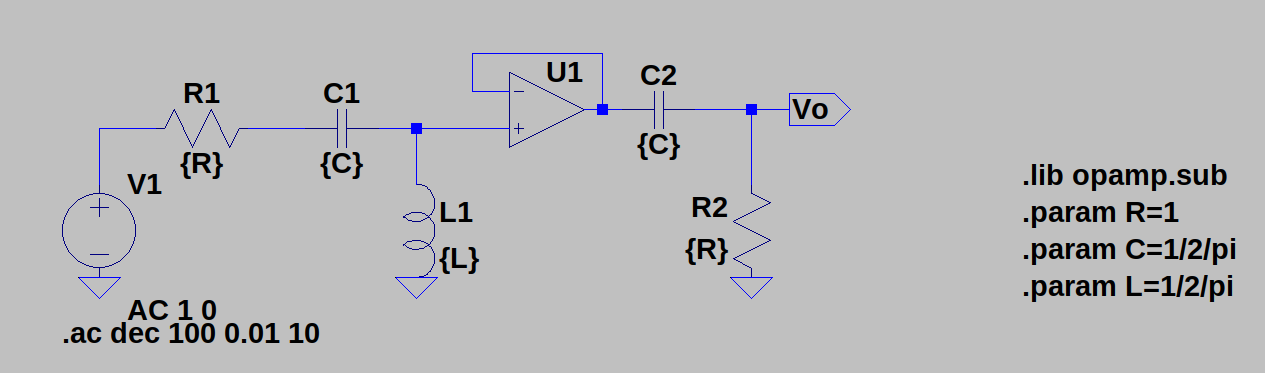 R1
{R}
C1
{C}
U1
C2
{C}
Vo
V1
L1
{L}
R2
{R}
AC 1 0
.ac dec 100 0.01 10
.lib opamp.sub
.param R=1
.param C=1/2/pi
.param L=1/2/pi